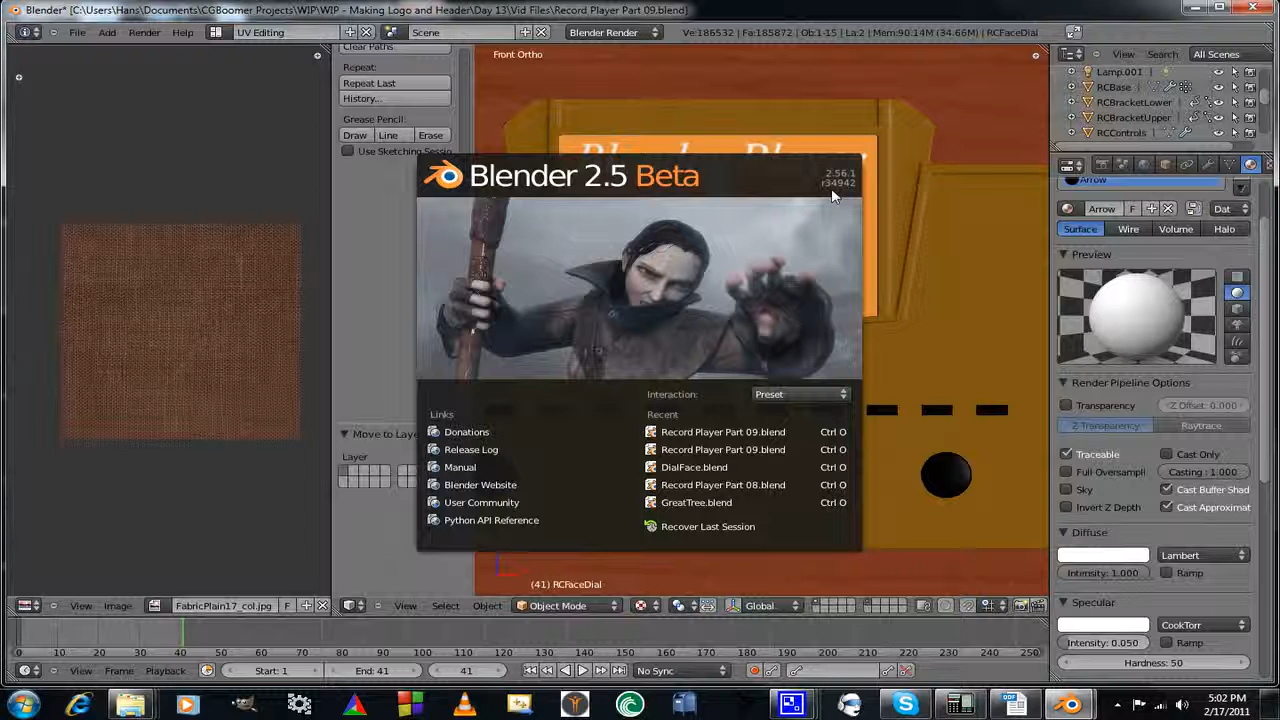 Blender* [C:\Users\Hans\Documents\CGBoomer Projects\WIP\WIP - Making Logo and Header\Day 13\Vid Files\Record Player Part 09.blend]
File Add Render Help UV Editing Scene Blender Render Ve:186532 | Fa:185872 | Ob:1-15 | La:2 | Mem:90.14M (34.66M) | RCFaceDial
View Search All Scenes
Clear Paths
Repeat:
Repeat Last
History...
Grease Pencil:
Draw Line Erase
Use Sketching Sessio
Move to Laye
Layer
Front Ortho
Blender Player
Blender 2.5 Beta
2.56.1
r34942
Interaction: Preset
Links
Donations
Release Log
Manual
Blender Website
User Community
Python API Reference
Recent
Record Player Part 09.blend Ctrl O
Record Player Part 09.blend Ctrl O
DialFace.blend Ctrl O
Record Player Part 08.blend Ctrl O
GreatTree.blend Ctrl O
Recover Last Session
(41) RCFaceDial
Lamp.001
RCBase
RCBracketLower
RCBracketUpper
RCControls
Arrow
Arrow F Dat
Surface Wire Volume Halo
Preview
Render Pipeline Options
Transparency Z Offset: 0.000
Z Transparency Raytrace
Traceable Cast Only
Full Oversampli Casting: 1.000
Sky Cast Buffer Shad
Invert Z Depth Cast Approximat
Diffuse
Lambert
Intensity: 1.000 Ramp
Specular
CookTorr
Intensity: 0.050 Ramp
Hardness: 50
View Image FabricPlain17_col.jpg F
View Select Object Object Mode Global
0 10 20 30 40 50 60 70 80 90 100 110 120 130 140 150 160 170 180 190 200 210 220 230 240 250
View Frame Playback Start: 1 End: 41 41 No Sync
5:02 PM
2/17/2011